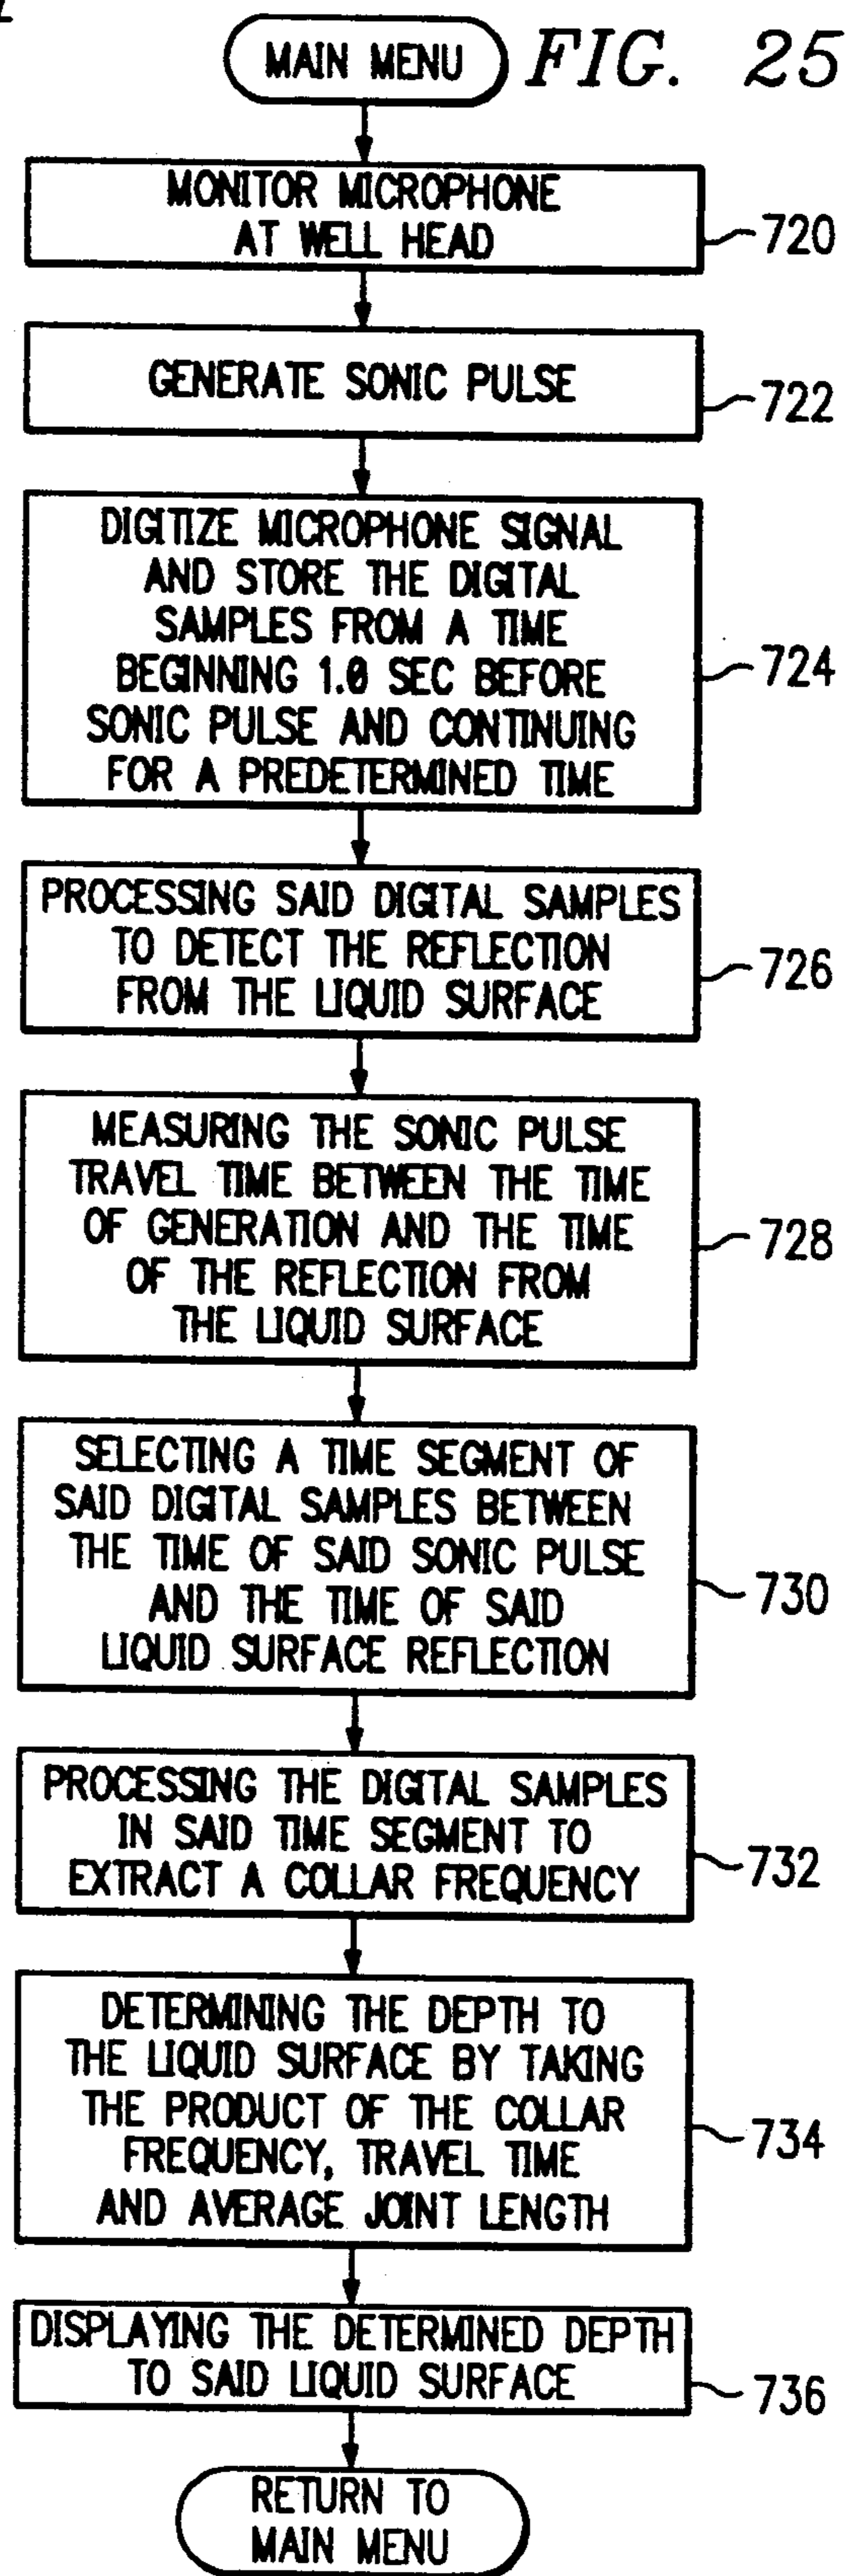 MAIN MENU
FIG. 25
MONITOR MICROPHONE
AT WELL HEAD
720
GENERATE SONIC PULSE
722
DIGITIZE MICROPHONE SIGNAL
AND STORE THE DIGITAL
SAMPLES FROM A TIME
BEGINNING 1.0 SEC BEFORE
SONIC PULSE AND CONTINUING
FOR A PREDETERMINED TIME
724
PROCESSING SAID DIGITAL SAMPLES
TO DETECT THE REFLECTION
FROM THE LIQUID SURFACE
726
MEASURING THE SONIC PULSE
TRAVEL TIME BETWEEN THE TIME
OF GENERATION AND THE TIME
OF THE REFLECTION FROM
THE LIQUID SURFACE
728
SELECTING A TIME SEGMENT OF
SAID DIGITAL SAMPLES BETWEEN
THE TIME OF SAID SONIC PULSE
AND THE TIME OF SAID
LIQUID SURFACE REFLECTION
730
PROCESSING THE DIGITAL SAMPLES
IN SAID TIME SEGMENT TO
EXTRACT A COLLAR FREQUENCY
732
DETERMINING THE DEPTH TO
THE LIQUID SURFACE BY TAKING
THE PRODUCT OF THE COLLAR
FREQUENCY, TRAVEL TIME
AND AVERAGE JOINT LENGTH
734
DISPLAYING THE DETERMINED DEPTH
TO SAID LIQUID SURFACE
736
RETURN TO
MAIN MENU